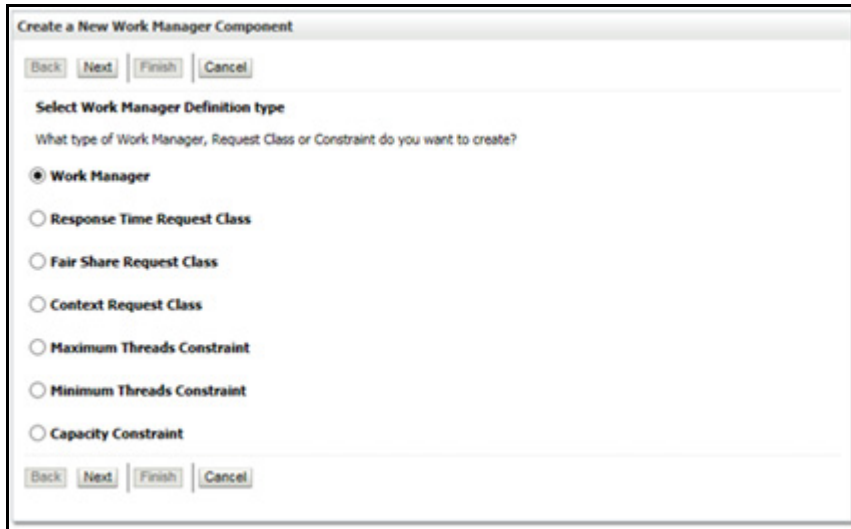 Create a New Work Manager Component
Back Next Finish Cancel
Select Work Manager Definition type
What type of Work Manager, Request Class or Constraint do you want to create?
Work Manager
Response Time Request Class
Fair Share Request Class
Context Request Class
Maximum Threads Constraint
Minimum Threads Constraint
Capacity Constraint
Back Next Finish Cancel